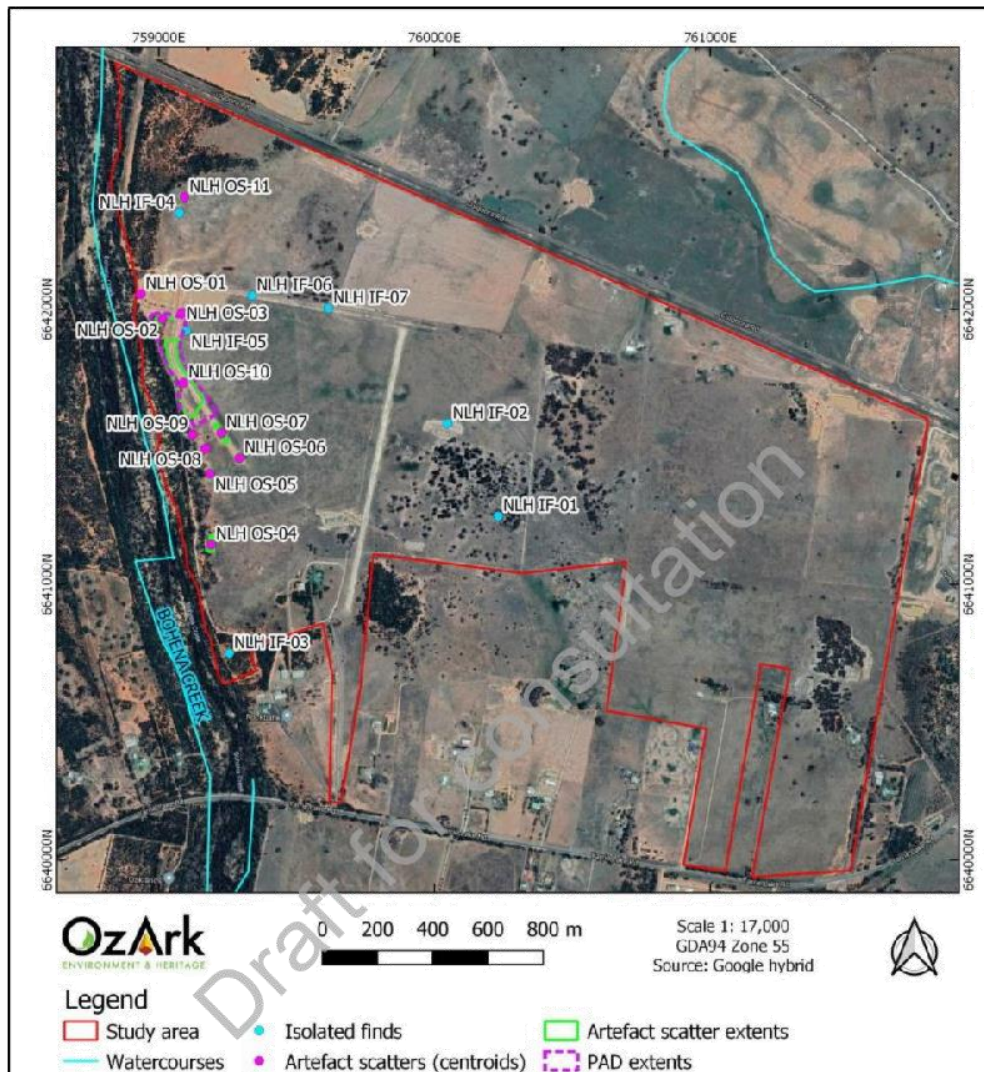 759000E 760000E 761000E
NLH OS-11
NLH IF-04
NLH OS-01
NLH IF-06
NLH IF-07
6642000N
6642000N
NLH OS-02
NLH OS-03
NLH IF-05
NLH OS-10
NLH IF-02
NLH OS-09
NLH OS-07
NLH OS-08
NLH OS-06
NLH OS-05
NLH IF-01
NLH OS-04
6641000N
6641000N
BOHENA CREEK
NLH IF-03
6640000N
6640000N
Draft for Consultation
OzArk
ENVIRONMENT & HERITAGE
0 200 400 600 800 m
Scale 1: 17,000
GDA94 Zone 55
Source: Google hybrid
Legend
Study area
Isolated finds
Artefact scatter extents
Watercourses
Artefact scatters (centroids)
PAD extents